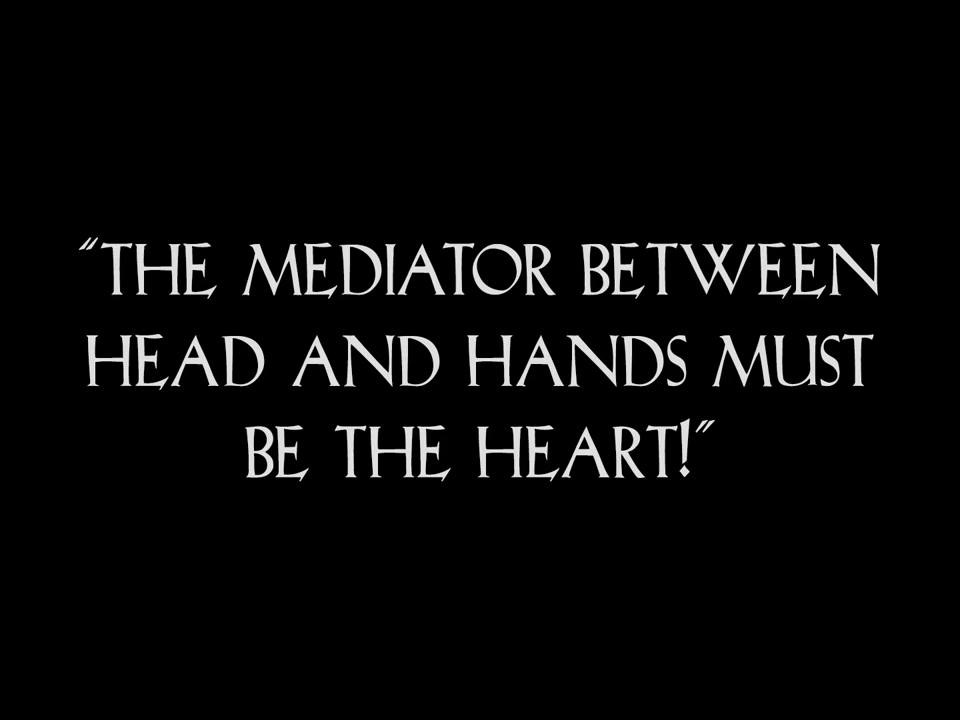 "THE MEDIATOR BETWEEN
HEAD AND HANDS MUST
BE THE HEART!"